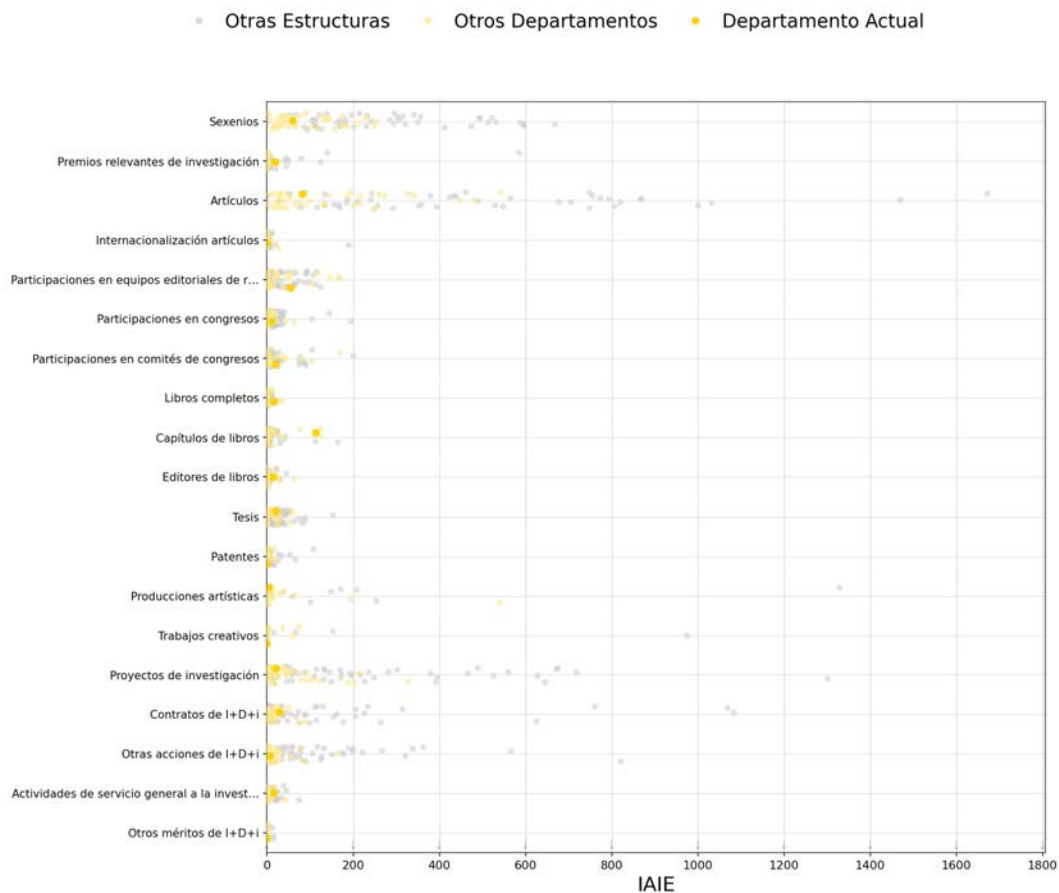 Otras Estructuras Otros Departamentos Departamento Actual
Sexenios
Premios relevantes de investigación
Artículos
Internacionalización artículos
Participaciones en equipos editoriales de r...
Participaciones en congresos
Participaciones en comités de congresos
Libros completos
Capítulos de libros
Editores de libros
Tesis
Patentes
Producciones artísticas
Trabajos creativos
Proyectos de investigación
Contratos de I+D+i
Otras acciones de I+D+i
Actividades de servicio general a la invest...
Otros méritos de I+D+i
0 200 400 600 800 1000 1200 1400 1600 1800
IAIE